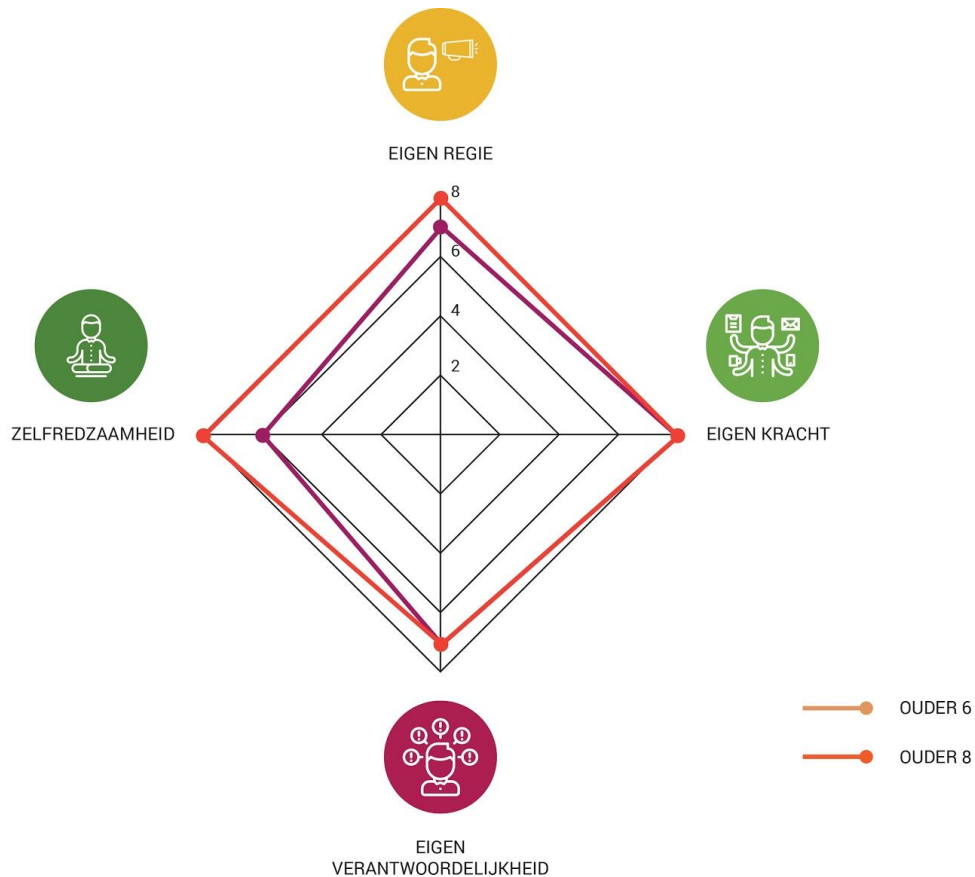 EIGEN REGIE
8
6
4
2
ZELFREDZAAMHEID
EIGEN KRACHT
OUDER 6
OUDER 8
EIGEN
VERANTWOORDELIJKHEID